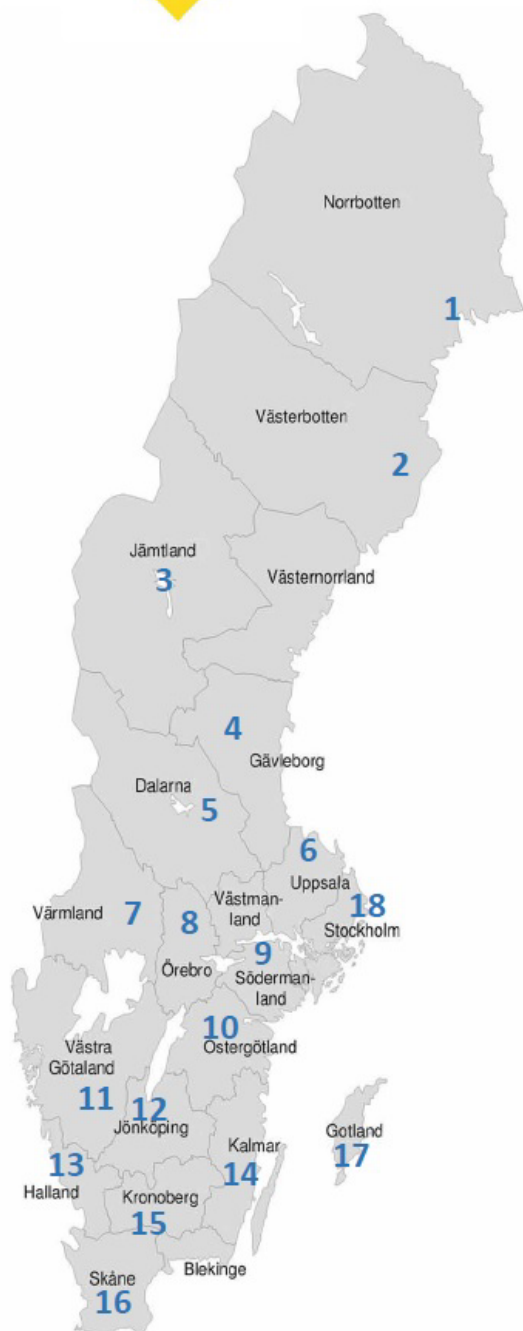 Norrbotten
1
Västerbotten
2
Jämtland
3
Västernorrland
4
Gävleborg
Dalarna
5
6
Uppsala
Västman-
land
7
8
18
Värmland
Stockholm
9
Örebro
Söderman-
land
10
Östergötland
Västra
Götaland
11
12
Jönköping
Kalmar
Gotland
13
14
17
Halland
Kronoberg
15
Blekinge
Skåne
16